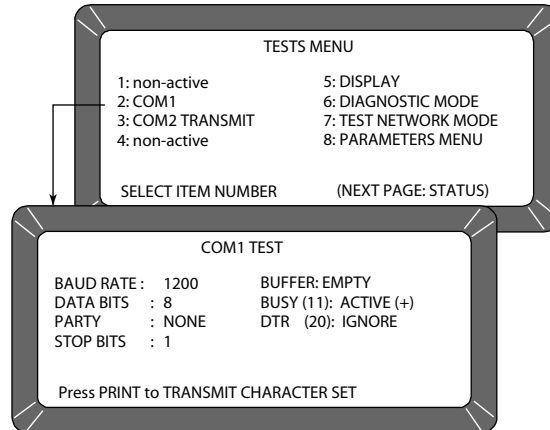 TESTS MENU
1: non-active 5: DISPLAY
2: COM1 6: DIAGNOSTIC MODE
3: COM2 TRANSMIT 7: TEST NETWORK MODE
4: non-active 8: PARAMETERS MENU
SELECT ITEM NUMBER (NEXT PAGE: STATUS)
COM1 TEST
BAUD RATE : 1200 BUFFER: EMPTY
DATA BITS : 8 BUSY (11): ACTIVE (+)
PARTY : NONE DTR (20): IGNORE
STOP BITS : 1
Press PRINT to TRANSMIT CHARACTER SET